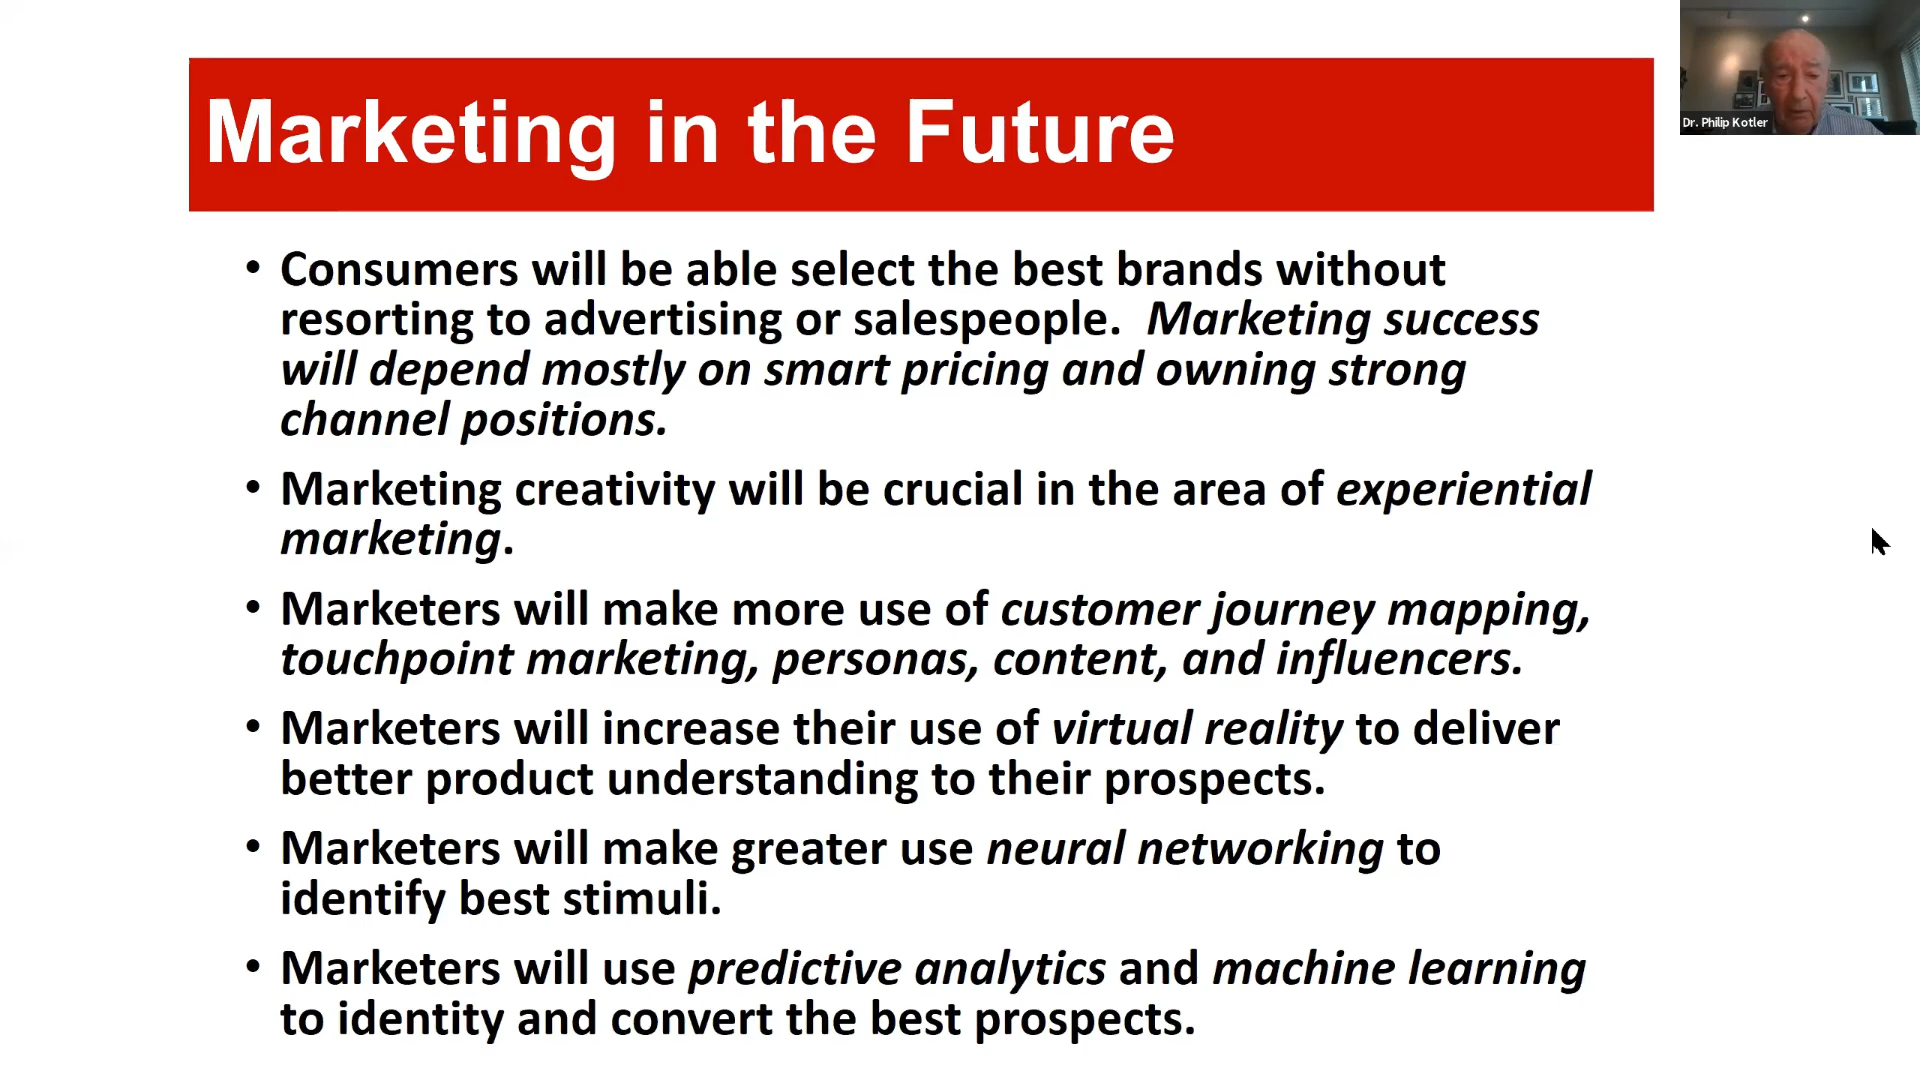 Marketing in the Future
Dr. Philip Kotler
• Consumers will be able select the best brands without
resorting to advertising or salespeople. Marketing success
will depend mostly on smart pricing and owning strong
channel positions.
• Marketing creativity will be crucial in the area of experiential
marketing.
• Marketers will make more use of customer journey mapping,
touchpoint marketing, personas, content, and influencers.
• Marketers will increase their use of virtual reality to deliver
better product understanding to their prospects.
• Marketers will make greater use neural networking to
identify best stimuli.
• Marketers will use predictive analytics and machine learning
to identity and convert the best prospects.